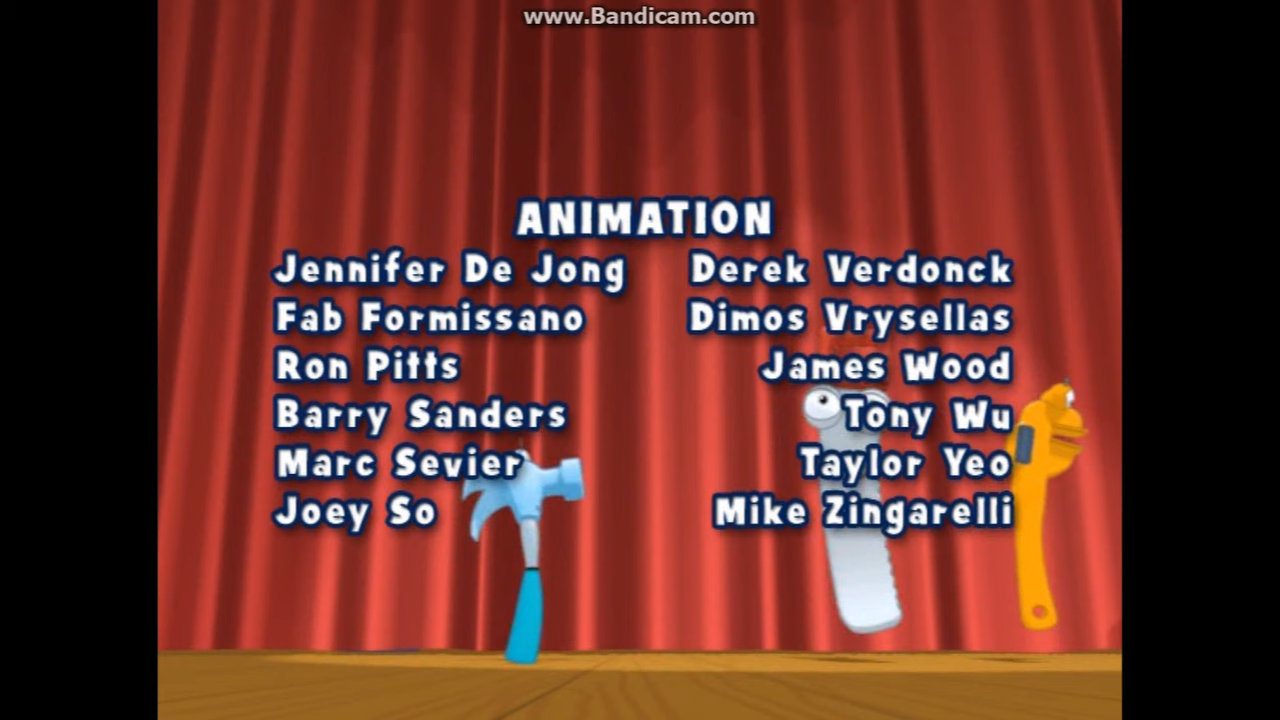 www.Bandicam.com
ANIMATION
Jennifer De Jong Derek Verdonck
Fab Formissano Dimos Vrysellas
Ron Pitts James Wood
Barry Sanders Tony Wu
Marc Sevier Taylor Yeo
Joey So Mike Zingarelli